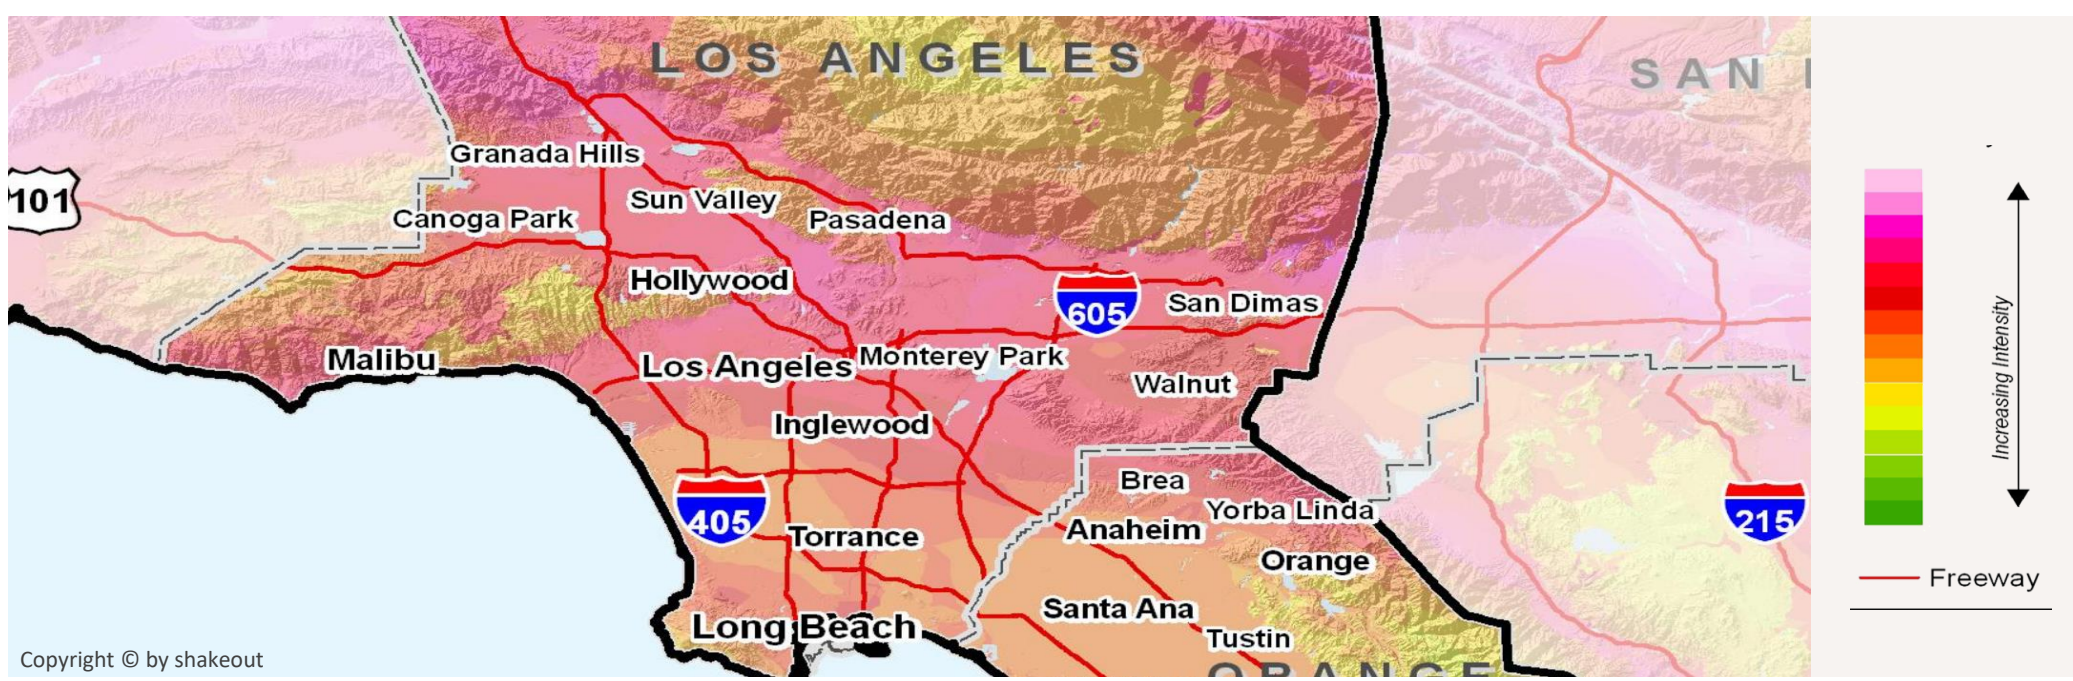 LOS ANGELES
SAN
101
Granada Hills
Sun Valley
Canoga Park
Pasadena
Hollywood
605
San Dimas
Malibu
Los Angeles
Monterey Park
Walnut
Inglewood
Brea
Yorba Linda
405
Anaheim
215
Torrance
Orange
Santa Ana
Long Beach
Tustin
ORANGE
Increasing Intensity
Freeway
Copyright © by shakeout